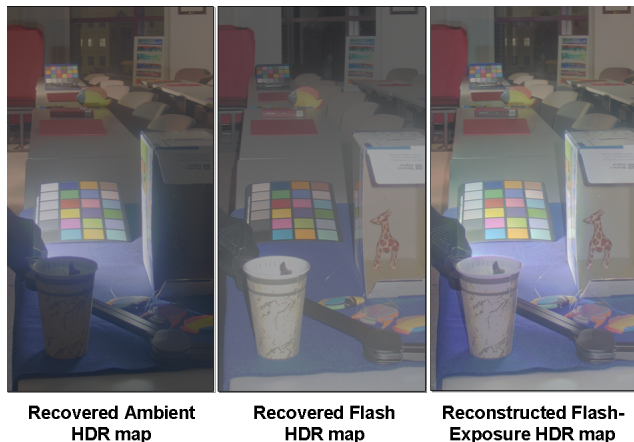 Recovered Ambient
HDR map
Recovered Flash
HDR map
Reconstructed Flash-
Exposure HDR map